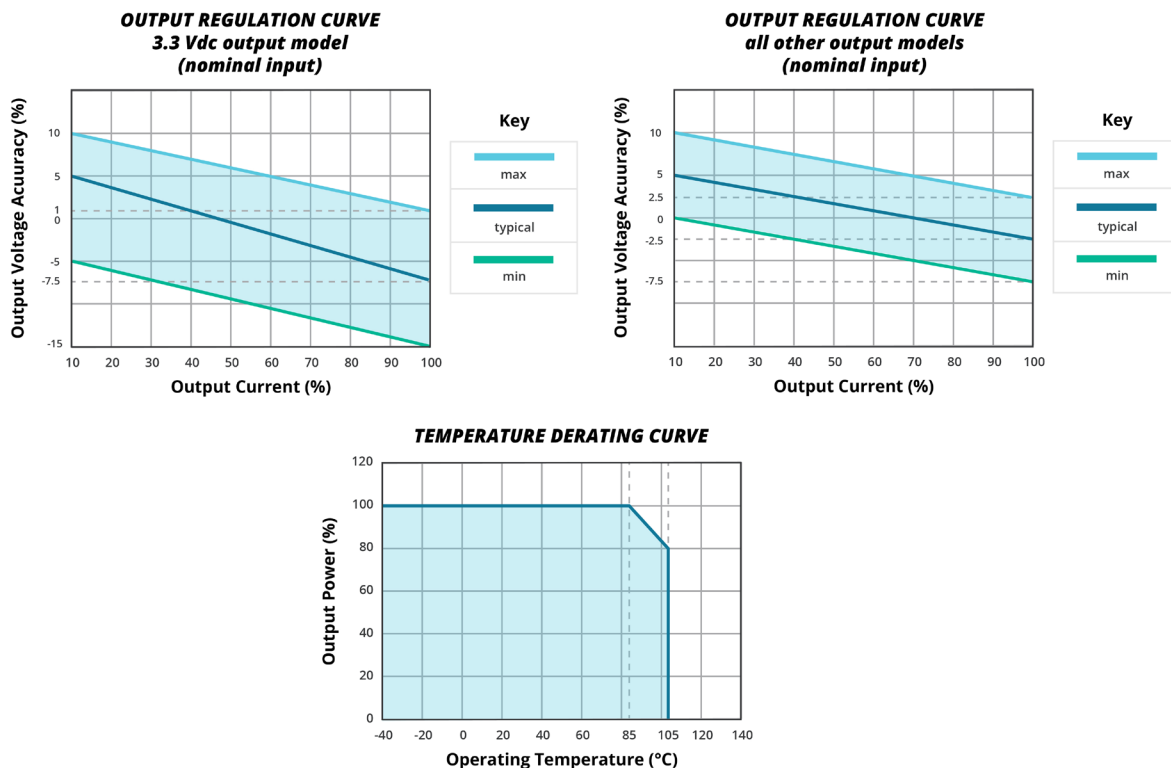 OUTPUT REGULATION CURVE
3.3 Vdc output model
(nominal input)
Output Voltage Acuuracy (%)
10
5
1
0
-5
-7.5
-15
10 20 30 40 50 60 70 80 90 100
Output Current (%)
Key
max
typical
min
OUTPUT REGULATION CURVE
all other output models
(nominal input)
Output Voltage Acuuracy (%)
10
5
2.5
0
-2.5
-7.5
10 20 30 40 50 60 70 80 90 100
Output Current (%)
Key
max
typical
min
TEMPERATURE DERATING CURVE
Output Power (%)
120
100
80
60
40
20
0
-40 -20 0 20 40 60 85 105 120 140
Operating Temperature (°C)